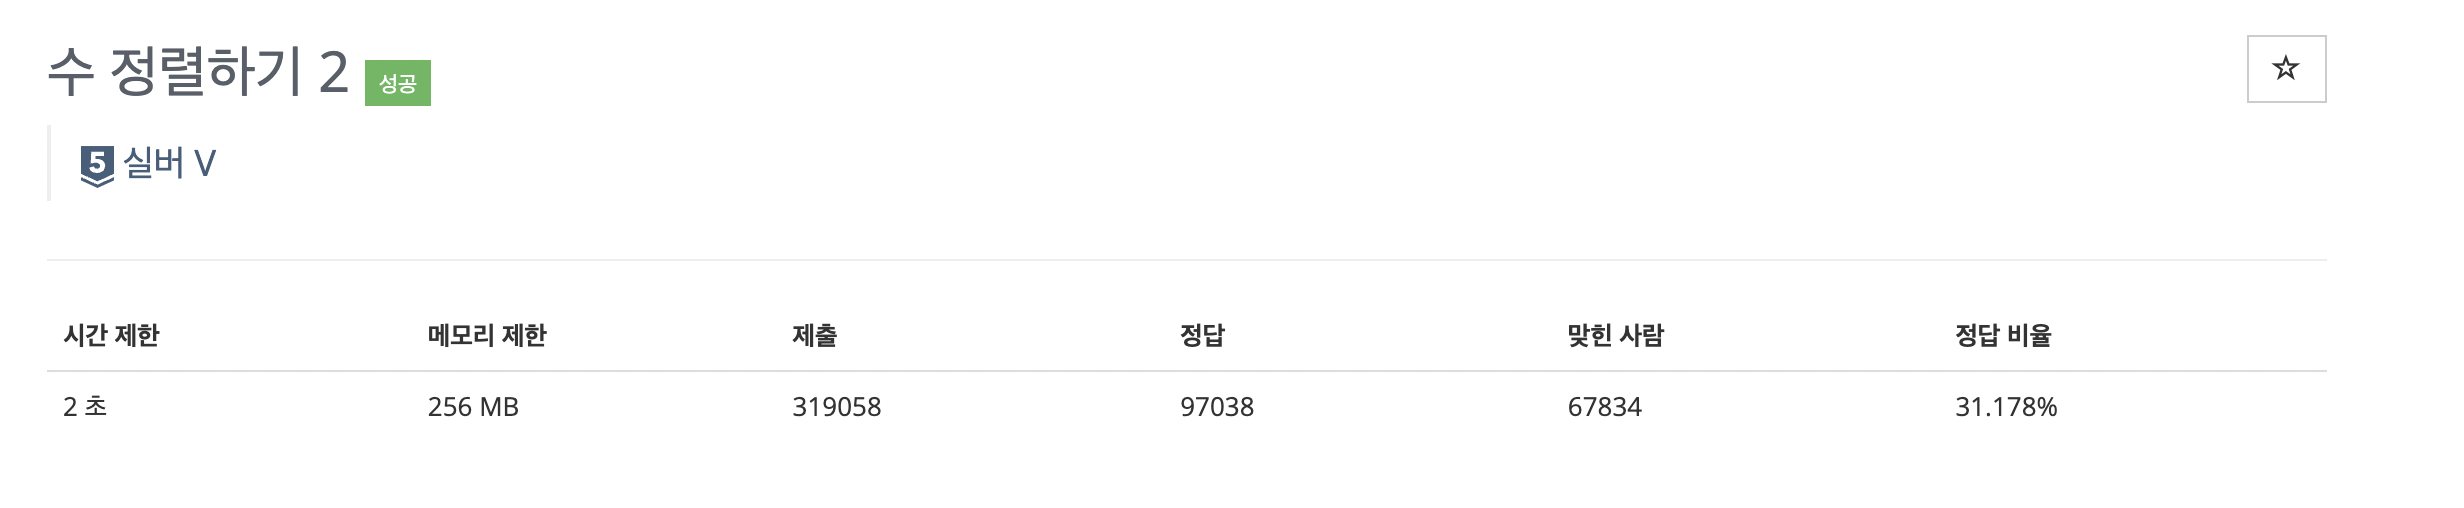 수 정렬하기 2 성공
5 실버 V
시간 제한 메모리 제한 제출 정답 맞힌 사람 정답 비율
2 초 256 MB 319058 97038 67834 31.178%